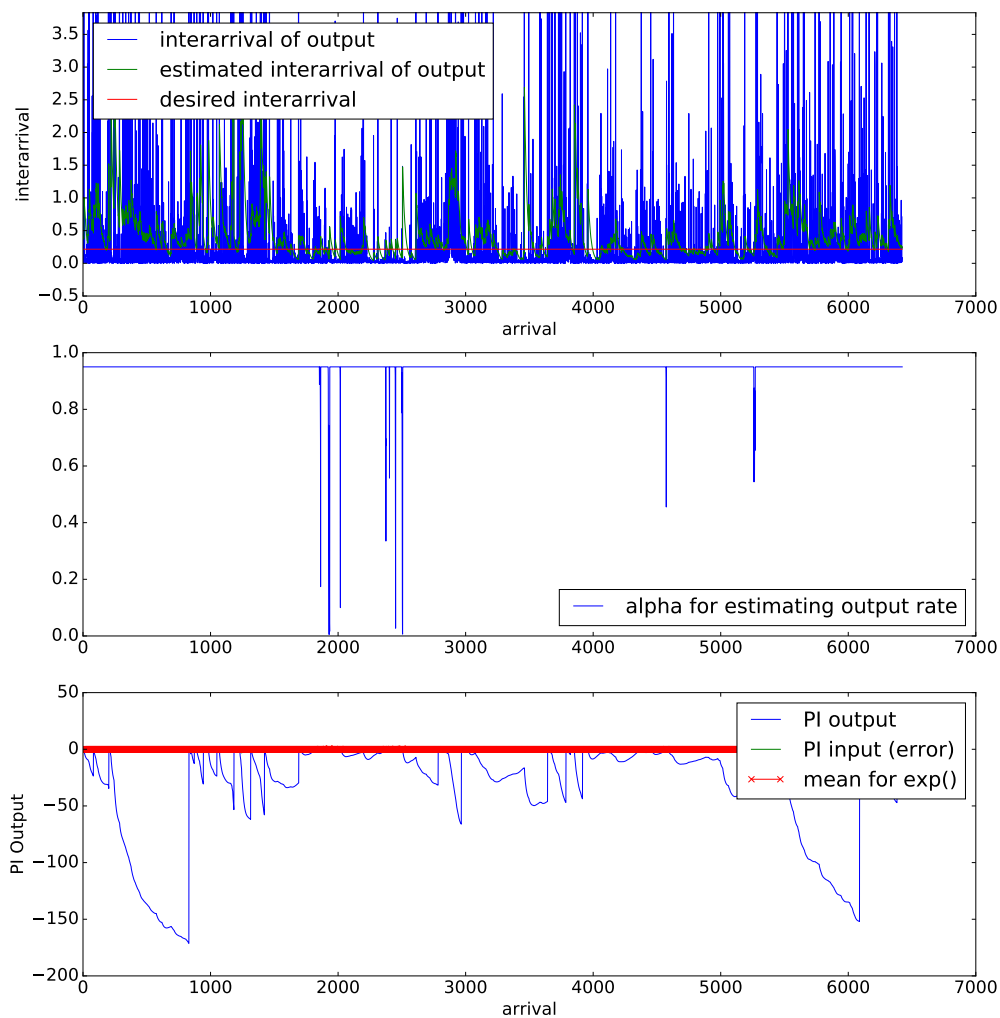 3.5
3.0
2.5
2.0
1.5
1.0
0.5
0.0
−0.5
interarrival
interarrival of output
estimated interarrival of output
desired interarrival
0 1000 2000 3000 4000 5000 6000 7000
arrival
1.0
0.8
0.6
0.4
0.2
0.0
alpha for estimating output rate
0 1000 2000 3000 4000 5000 6000 7000
50
0
−50
−100
−150
−200
PI Output
PI output
PI input (error)
mean for exp()
0 1000 2000 3000 4000 5000 6000 7000
arrival